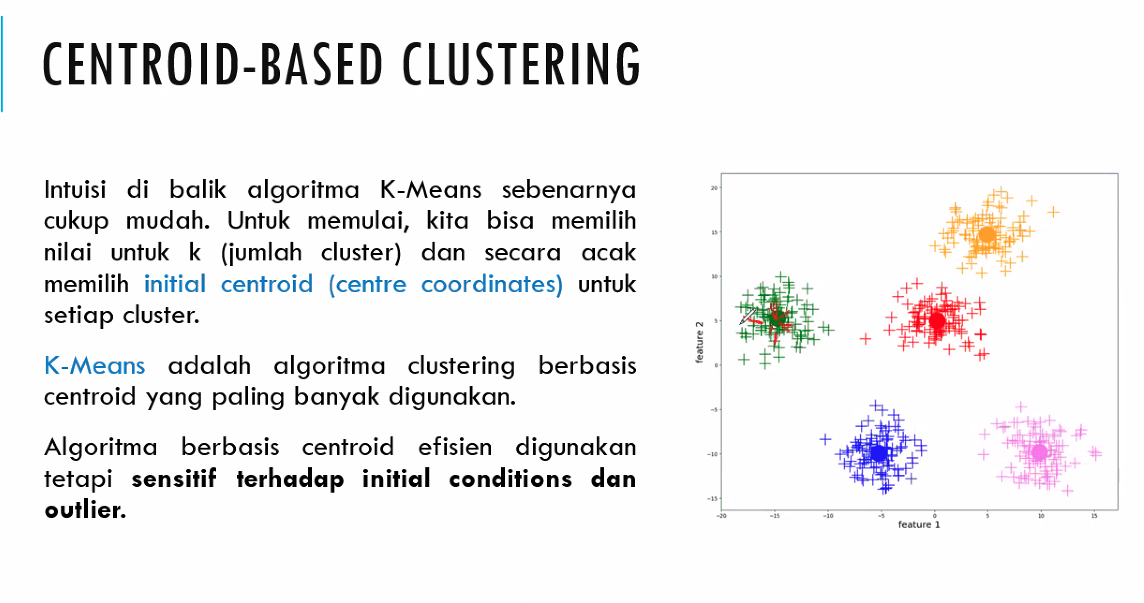 CENTROID-BASED CLUSTERING
Intuisi di balik algoritma K-Means sebenarnya
cukup mudah. Untuk memulai, kita bisa memilih
nilai untuk k (jumlah cluster) dan secara acak
memilih initial centroid (centre coordinates) untuk
setiap cluster.
K-Means adalah algoritma clustering berbasis
centroid yang paling banyak digunakan.
Algoritma berbasis centroid efisien digunakan
tetapi sensitif terhadap initial conditions dan
outlier.
20
15
10
5
0
−5
−10
−15
feature 2
−20 −15 −10 −5 0 5 10 15
feature 1